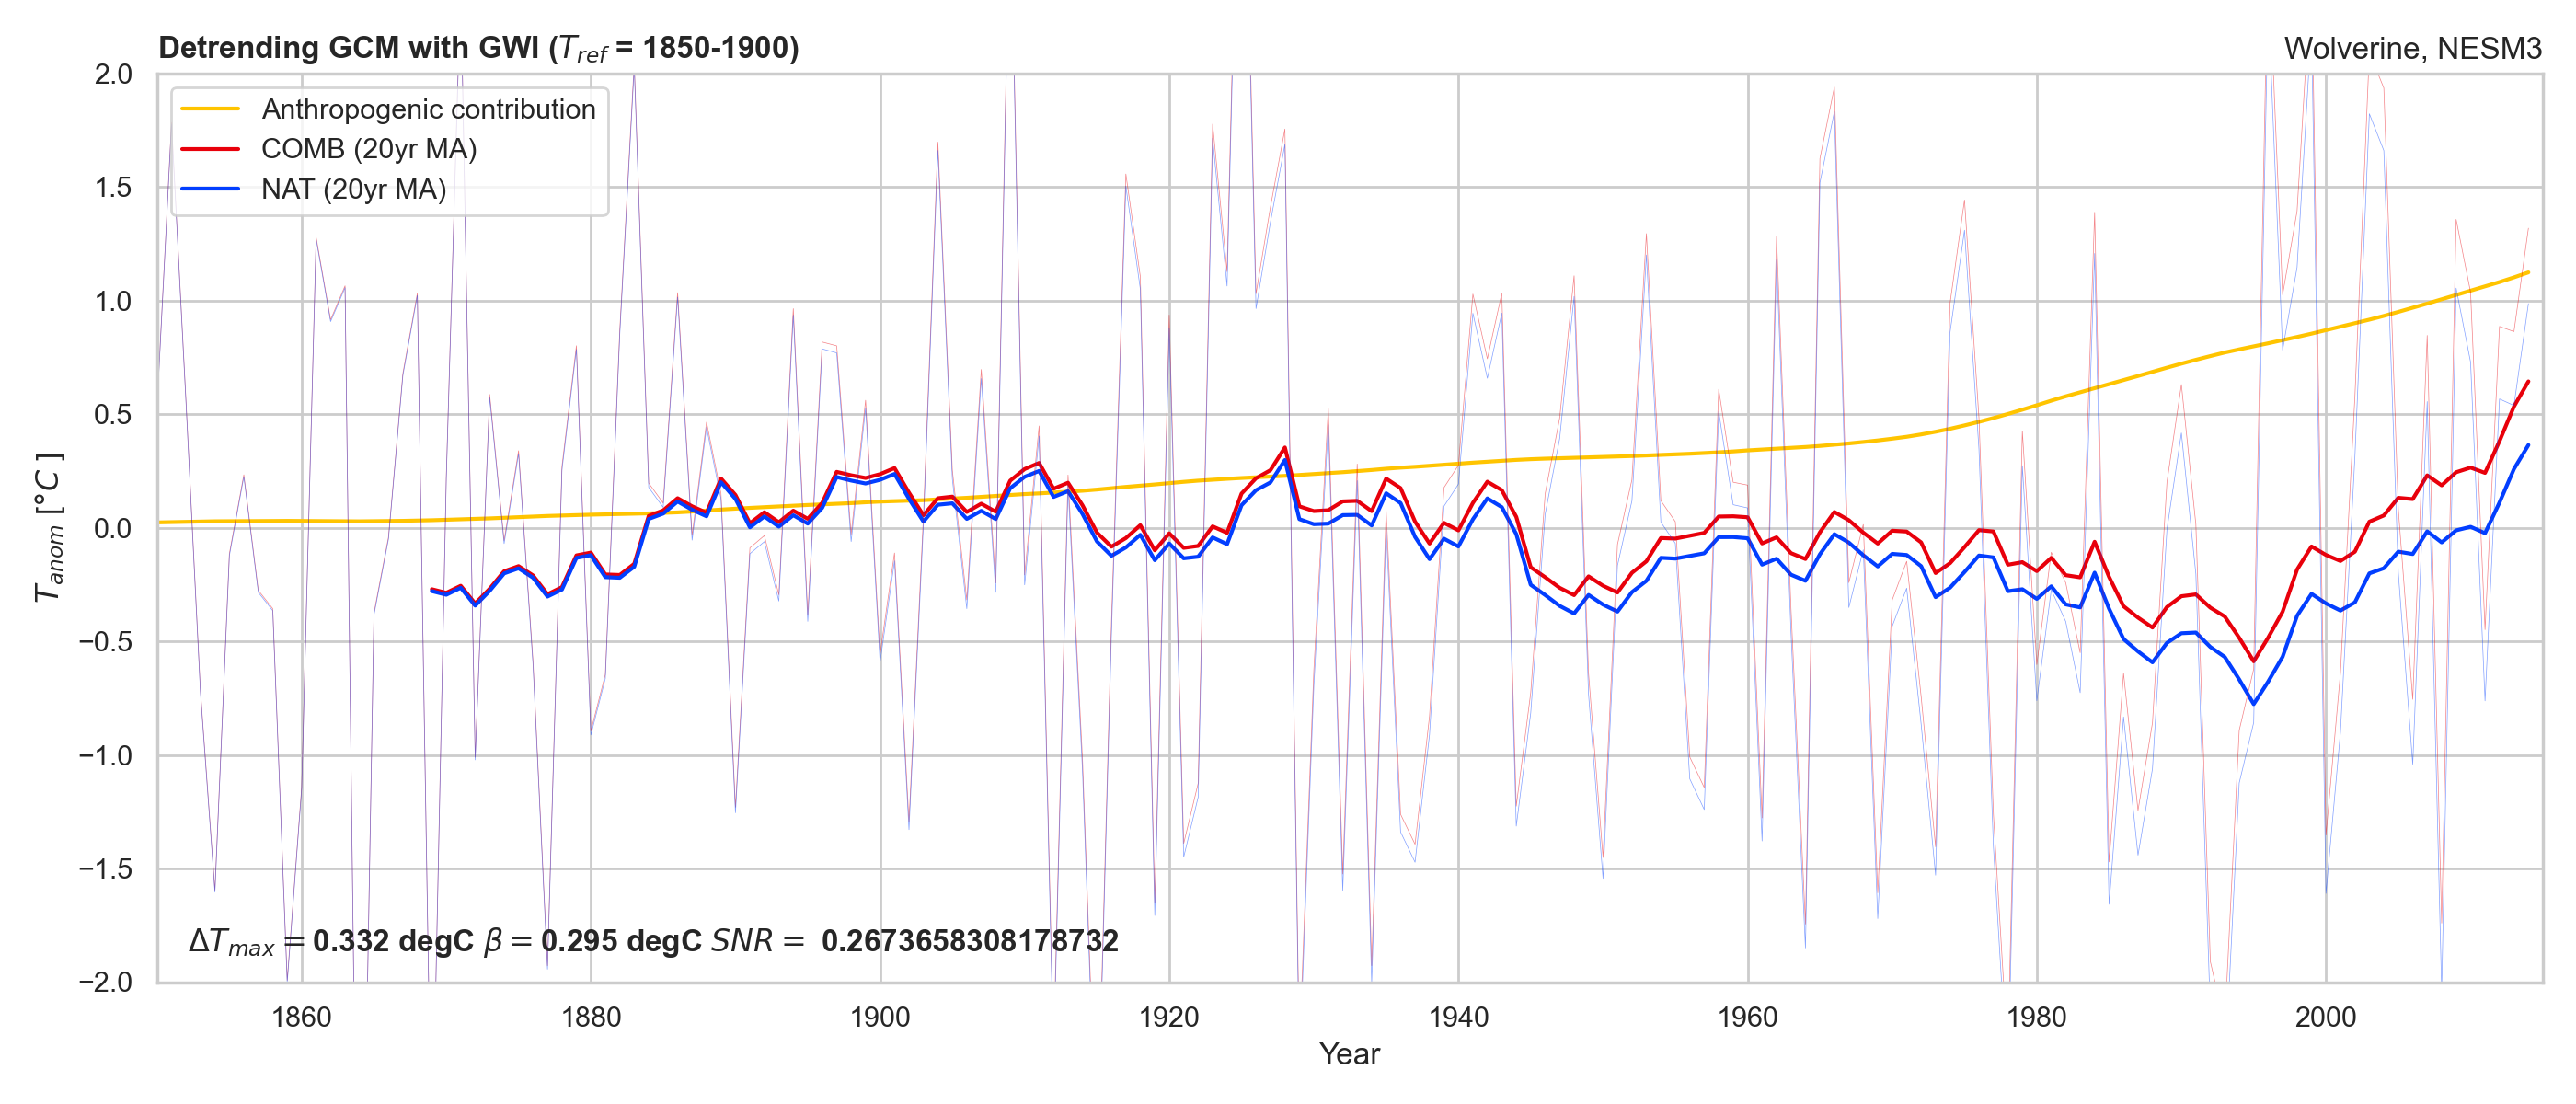 Detrending GCM with GWI (T_ref = 1850-1900)
Wolverine, NESM3
Anthropogenic contribution
COMB (20yr MA)
NAT (20yr MA)
2.0
1.5
1.0
0.5
0.0
−0.5
−1.0
−1.5
−2.0
T_anom [°C ]
ΔT_max = 0.332 degC β = 0.295 degC SNR = 0.2673658308178732
1860 1880 1900 1920 1940 1960 1980 2000
Year